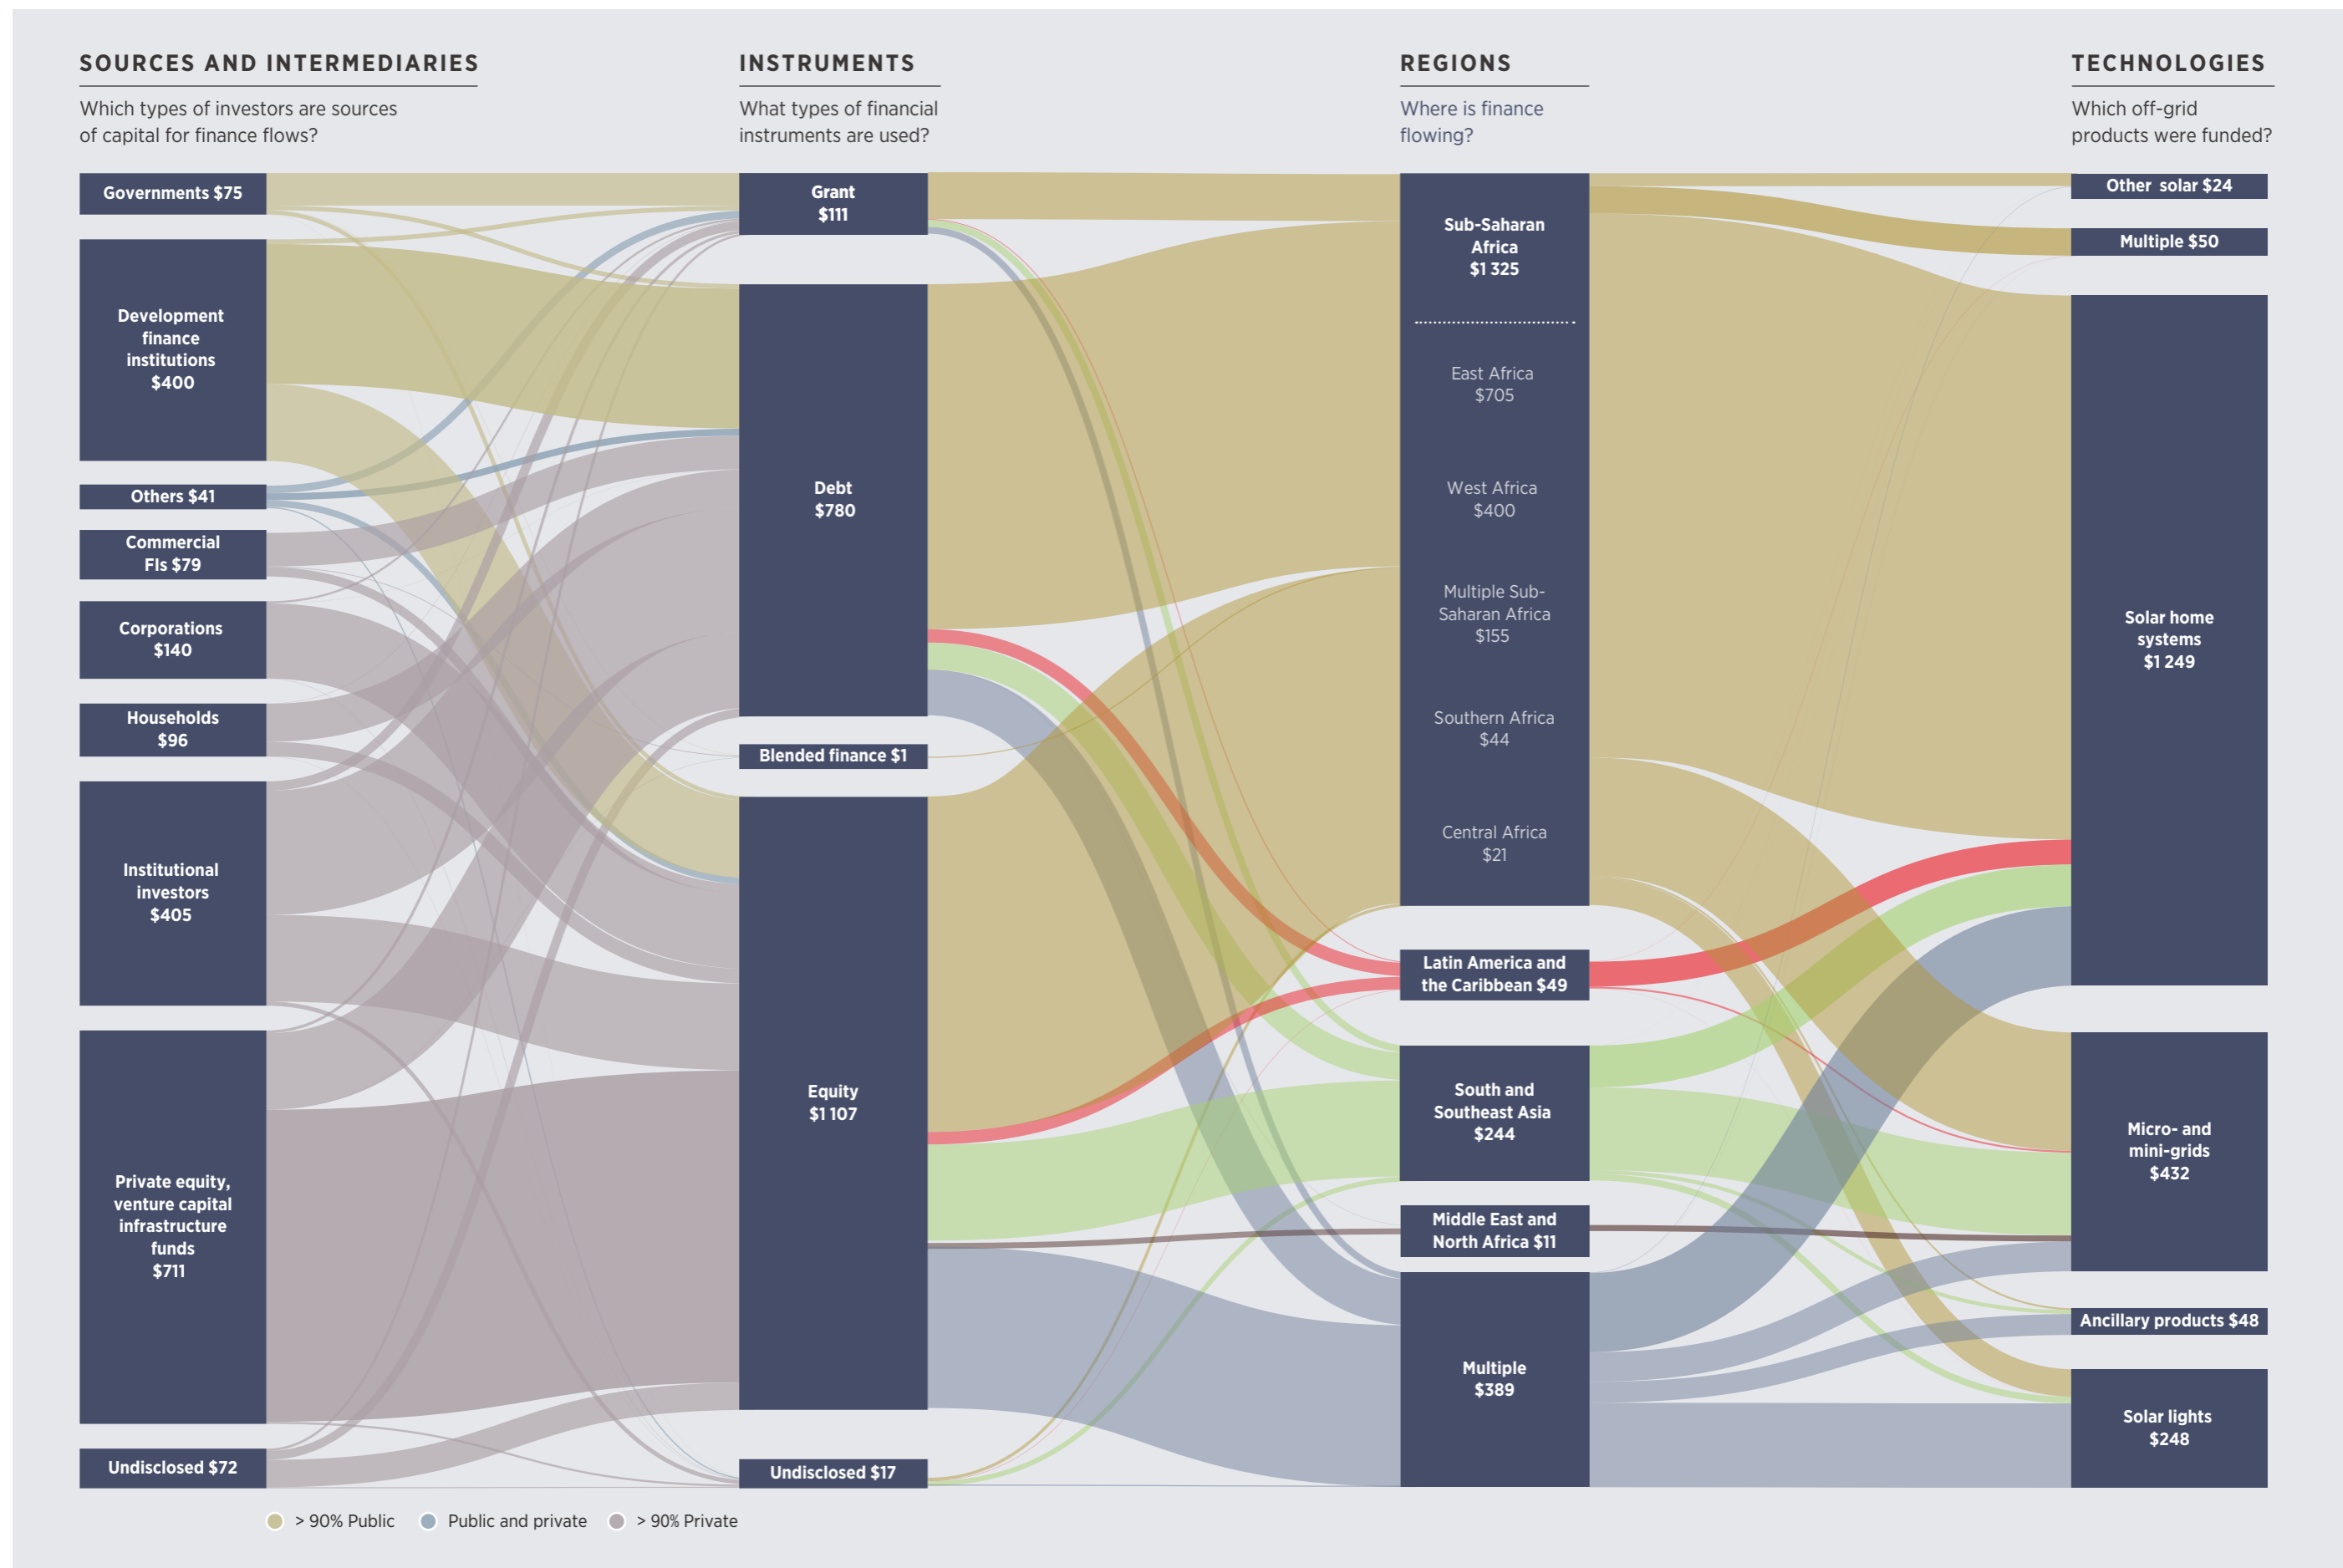 SOURCES AND INTERMEDIARIES
Which types of investors are sources
of capital for finance flows?
Governments $75
Development
finance
institutions
$400
Others $41
Commercial
FIs $79
Corporations
$140
Households
$96
Institutional
investors
$405
Private equity,
venture capital
infrastructure
funds
$711
Undisclosed $72
INSTRUMENTS
What types of financial
instruments are used?
Grant
$111
Debt
$780
Blended finance $1
Equity
$1 107
Undisclosed $17
REGIONS
Where is finance
flowing?
Sub-Saharan
Africa
$1 325
East Africa
$705
West Africa
$400
Multiple Sub-
Saharan Africa
$155
Southern Africa
$44
Central Africa
$21
Latin America and
the Caribbean $49
South and
Southeast Asia
$244
Middle East and
North Africa $11
Multiple
$389
TECHNOLOGIES
Which off-grid
products were funded?
Other solar $24
Multiple $50
Solar home
systems
$1 249
Micro- and
mini-grids
$432
Ancillary products $48
Solar lights
$248
> 90% Public
Public and private
> 90% Private